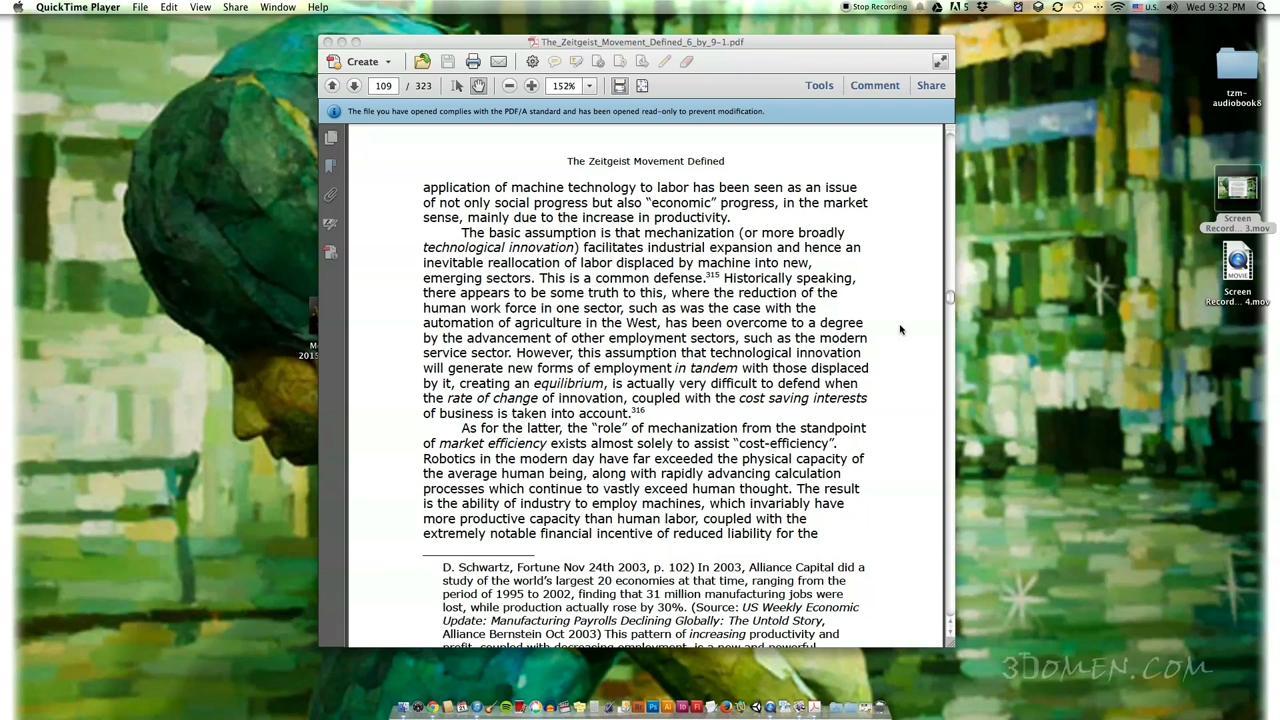 QuickTime Player File Edit View Share Window Help
Stop Recording
5
U.S.
Wed 9:32 PM
The_Zeitgeist_Movement_Defined_6_by_9-1.pdf
Create
109 / 323
152%
Tools Comment Share
The file you have opened complies with the PDF/A standard and has been opened read-only to prevent modification.
The Zeitgeist Movement Defined
application of machine technology to labor has been seen as an issue
of not only social progress but also “economic” progress, in the market
sense, mainly due to the increase in productivity.
The basic assumption is that mechanization (or more broadly
technological innovation) facilitates industrial expansion and hence an
inevitable reallocation of labor displaced by machine into new,
emerging sectors. This is a common defense.315 Historically speaking,
there appears to be some truth to this, where the reduction of the
human work force in one sector, such as was the case with the
automation of agriculture in the West, has been overcome to a degree
by the advancement of other employment sectors, such as the modern
service sector. However, this assumption that technological innovation
will generate new forms of employment in tandem with those displaced
by it, creating an equilibrium, is actually very difficult to defend when
the rate of change of innovation, coupled with the cost saving interests
of business is taken into account.316
As for the latter, the “role” of mechanization from the standpoint
of market efficiency exists almost solely to assist “cost-efficiency”.
Robotics in the modern day have far exceeded the physical capacity of
the average human being, along with rapidly advancing calculation
processes which continue to vastly exceed human thought. The result
is the ability of industry to employ machines, which invariably have
more productive capacity than human labor, coupled with the
extremely notable financial incentive of reduced liability for the
D. Schwartz, Fortune Nov 24th 2003, p. 102) In 2003, Alliance Capital did a
study of the world’s largest 20 economies at that time, ranging from the
period of 1995 to 2002, finding that 31 million manufacturing jobs were
lost, while production actually rose by 30%. (Source: US Weekly Economic
Update: Manufacturing Payrolls Declining Globally: The Untold Story,
Alliance Bernstein Oct 2003) This pattern of increasing productivity and
profit, coupled with decreasing employment, is a new and powerful
tzm-
audiobook8
Screen
Record... 3.mov
MOVIE
Screen
Record... 4.mov
3DOMEN.COM